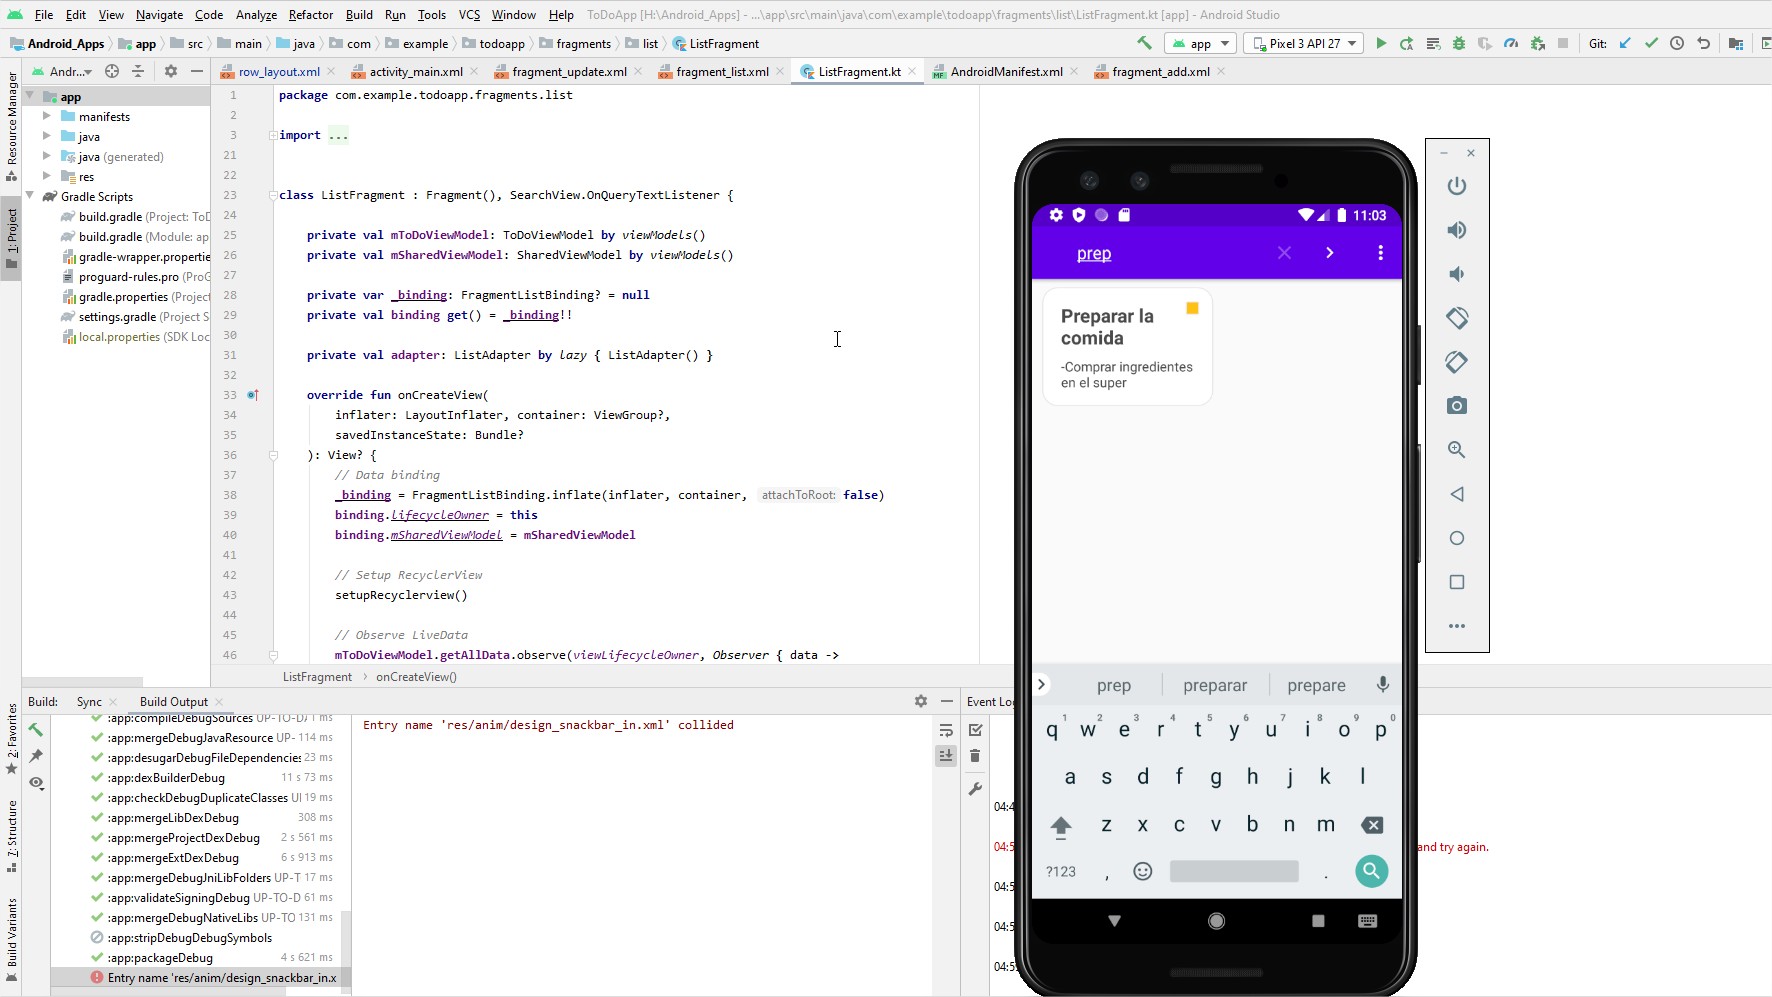 File Edit View Navigate Code Analyze Refactor Build Run Tools VCS Window Help ToDoApp [H:\Android_Apps] - ...\app\src\main\java\com\example\todoapp\fragments\list\ListFragment.kt [app] - Android Studio
Android_Apps app src main java com example todoapp fragments list ListFragment app Pixel 3 API 27 Git:
Andr... row_layout.xml activity_main.xml fragment_update.xml fragment_list.xml ListFragment.kt AndroidManifest.xml fragment_add.xml
Resource Manager
1: Project
2: Favorites
7: Structure
Build Variants
app
manifests
java
java (generated)
res
Gradle Scripts
build.gradle (Project: ToD
build.gradle (Module: ap
gradle-wrapper.propertie
proguard-rules.pro (ProG
gradle.properties (Project
settings.gradle (Project S
local.properties (SDK Loc
1 package com.example.todoapp.fragments.list
2
3 import ...
21
22
23 class ListFragment : Fragment(), SearchView.OnQueryTextListener {
24
25 private val mToDoViewModel: ToDoViewModel by viewModels()
26 private val mSharedViewModel: SharedViewModel by viewModels()
27
28 private var _binding: FragmentListBinding? = null
29 private val binding get() = _binding!!
30
31 private val adapter: ListAdapter by lazy { ListAdapter() }
32
33 override fun onCreateView(
34 inflater: LayoutInflater, container: ViewGroup?,
35 savedInstanceState: Bundle?
36 ): View? {
37 // Data binding
38 _binding = FragmentListBinding.inflate(inflater, container, attachToRoot: false)
39 binding.lifecycleOwner = this
40 binding.mSharedViewModel = mSharedViewModel
41
42 // Setup RecyclerView
43 setupRecyclerview()
44
45 // Observe LiveData
46 mToDoViewModel.getAllData.observe(viewLifecycleOwner, Observer { data ->
ListFragment onCreateView()
11:03
prep
Preparar la
comida
-Comprar ingredientes
en el super
prep preparar prepare
q1 w2 e3 r4 t5 y6 u7 i8 o9 p0
a s d f g h j k l
z x c v b n m
?123 , .
Build: Sync Build Output
:app:compileDebugSources UP-TO-DA 1 ms
:app:mergeDebugJavaResource UP- 114 ms
:app:desugarDebugFileDependencies 23 ms
:app:dexBuilderDebug 11 s 73 ms
:app:checkDebugDuplicateClasses UI 19 ms
:app:mergeLibDexDebug 308 ms
:app:mergeProjectDexDebug 2 s 561 ms
:app:mergeExtDexDebug 6 s 913 ms
:app:mergeDebugJniLibFolders UP-T 17 ms
:app:validateSigningDebug UP-TO-D 61 ms
:app:mergeDebugNativeLibs UP-TO 131 ms
:app:stripDebugDebugSymbols
:app:packageDebug 4 s 621 ms
Entry name 'res/anim/design_snackbar_in.x
Entry name 'res/anim/design_snackbar_in.xml' collided
Event Log
04:4
04:5 and try again.
04:5
04:5
04:5